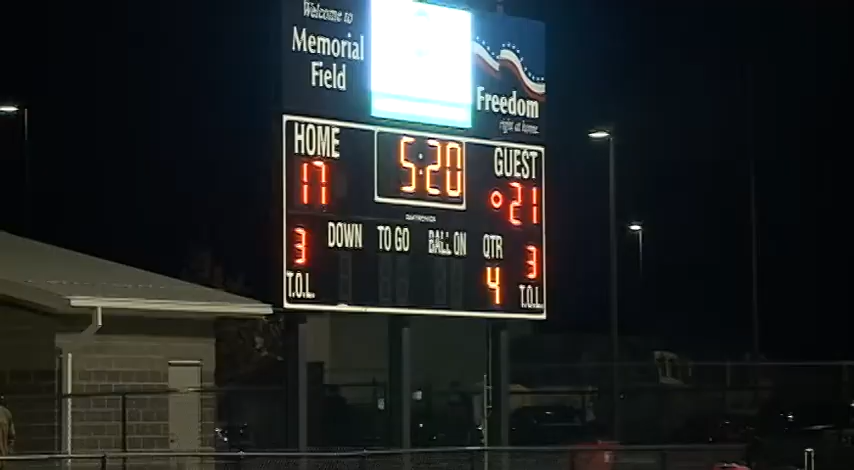 Welcome to
Memorial
Field
Freedom
right at home.
HOME 5:20 GUEST
17 21
DAKTRONICS
3 DOWN TO GO BALL ON QTR 3
T.O.L. 4 T.O.L.